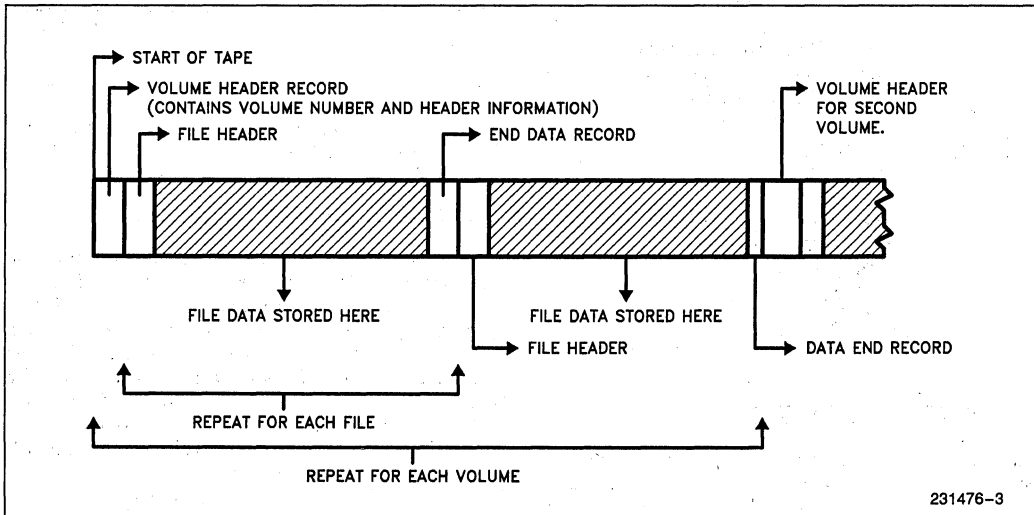 START OF TAPE
VOLUME HEADER RECORD
(CONTAINS VOLUME NUMBER AND HEADER INFORMATION)
FILE HEADER
END DATA RECORD
VOLUME HEADER
FOR SECOND
VOLUME.
FILE DATA STORED HERE
FILE DATA STORED HERE
FILE HEADER
DATA END RECORD
REPEAT FOR EACH FILE
REPEAT FOR EACH VOLUME
231476-3